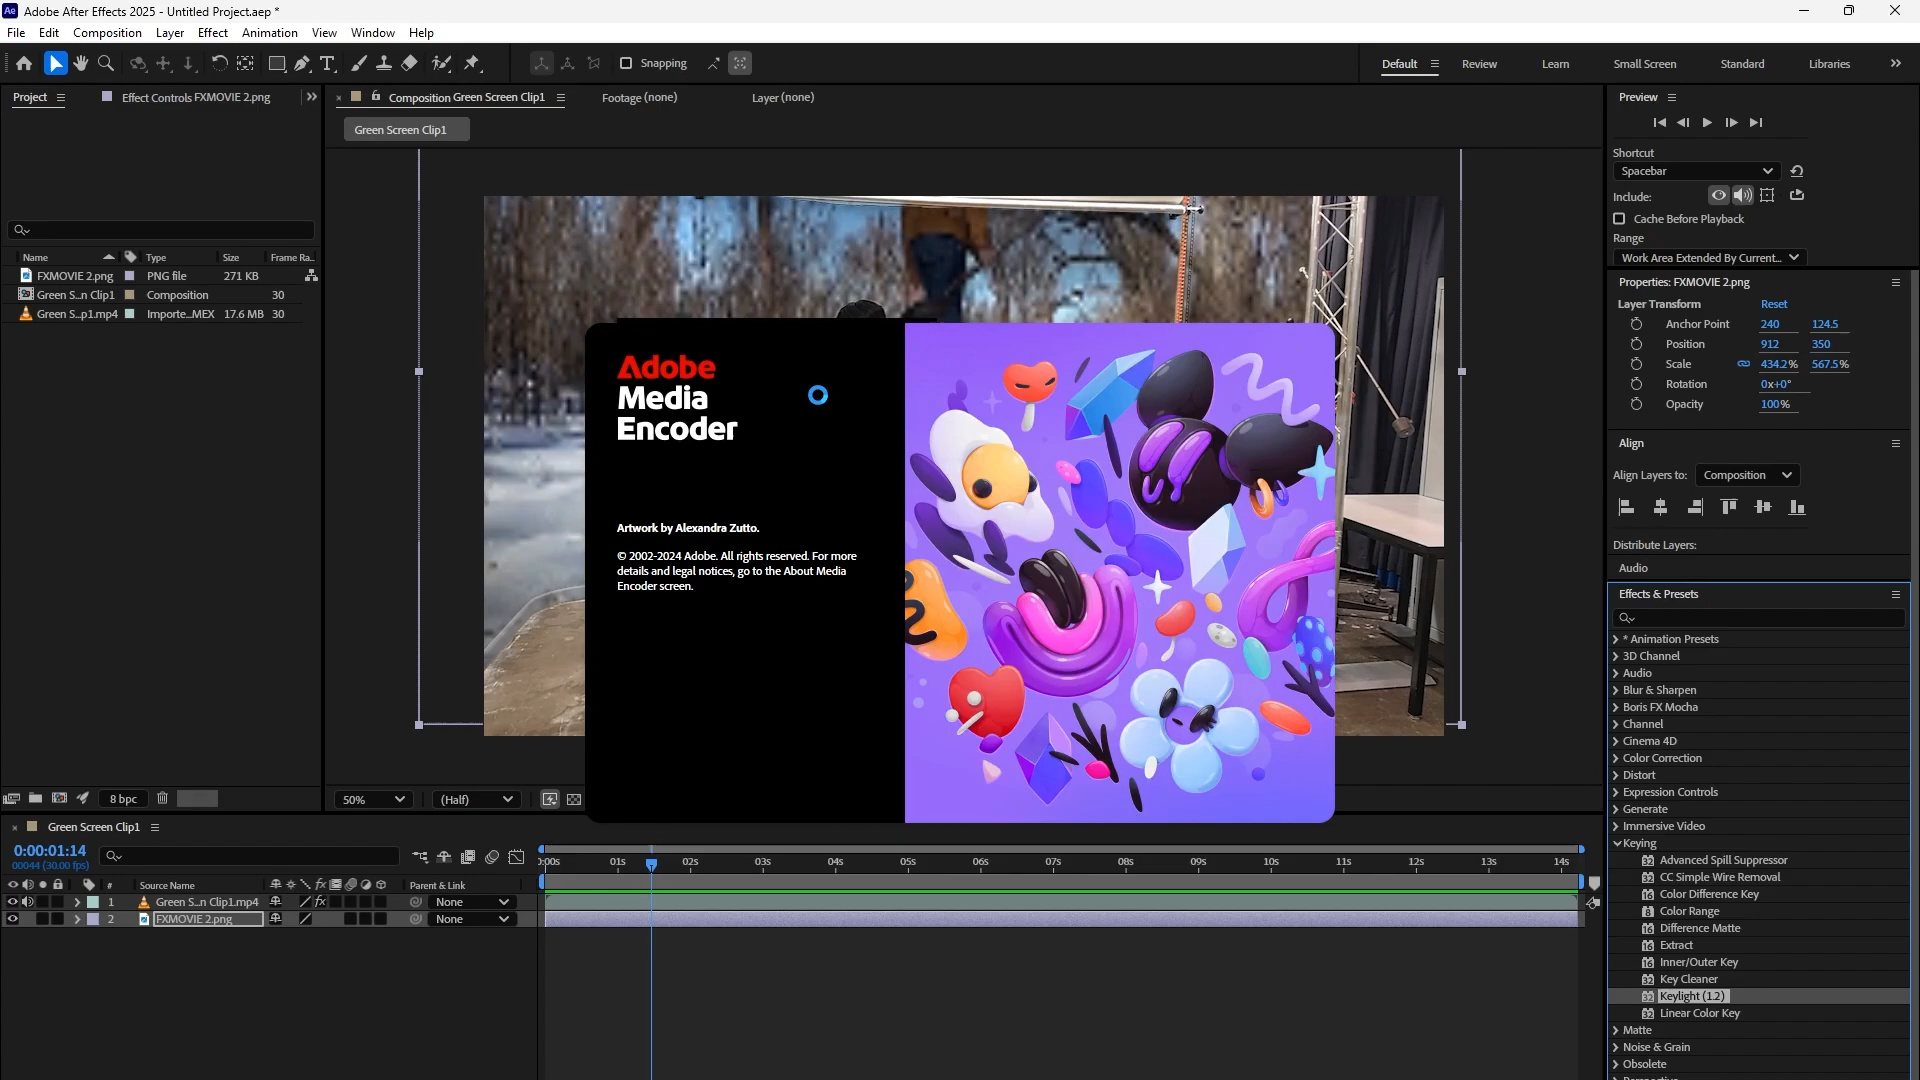 Adobe After Effects 2025 - Untitled Project.aep *
File Edit Composition Layer Effect Animation View Window Help
Snapping
Default Review Learn Small Screen Standard Libraries
Project Effect Controls FXMOVIE 2.png
Composition Green Screen Clip1 Footage (none) Layer (none)
Green Screen Clip1
Name Type Size Frame Ra..
FXMOVIE 2.png PNG file 271 KB
Green S...n Clip1 Composition 30
Green S...p1.mp4 Importe...MEX 17.6 MB 30
8 bpc
Adobe
Media
Encoder
Artwork by Alexandra Zutto.
© 2002-2024 Adobe. All rights reserved. For more
details and legal notices, go to the About Media
Encoder screen.
50% (Half)
Preview
Shortcut
Spacebar
Include:
Cache Before Playback
Range
Work Area Extended By Current...
Properties: FXMOVIE 2.png
Layer Transform Reset
Anchor Point 240 124.5
Position 912 350
Scale 434.2% 567.5%
Rotation 0x+0°
Opacity 100%
Align
Align Layers to: Composition
Distribute Layers:
Audio
Effects & Presets
* Animation Presets
3D Channel
Audio
Blur & Sharpen
Boris FX Mocha
Channel
Cinema 4D
Color Correction
Distort
Expression Controls
Generate
Immersive Video
Keying
Advanced Spill Suppressor
CC Simple Wire Removal
Color Difference Key
Color Range
Difference Matte
Extract
Inner/Outer Key
Key Cleaner
Keylight (1.2)
Linear Color Key
Matte
Noise & Grain
Obsolete
Green Screen Clip1
0:00:01:14
00044 (30.00 fps)
# Source Name Parent & Link
1 Green S...n Clip1.mp4 fx None
2 FXMOVIE 2.png None
0:00s 01s 02s 03s 04s 05s 06s 07s 08s 09s 10s 11s 12s 13s 14s